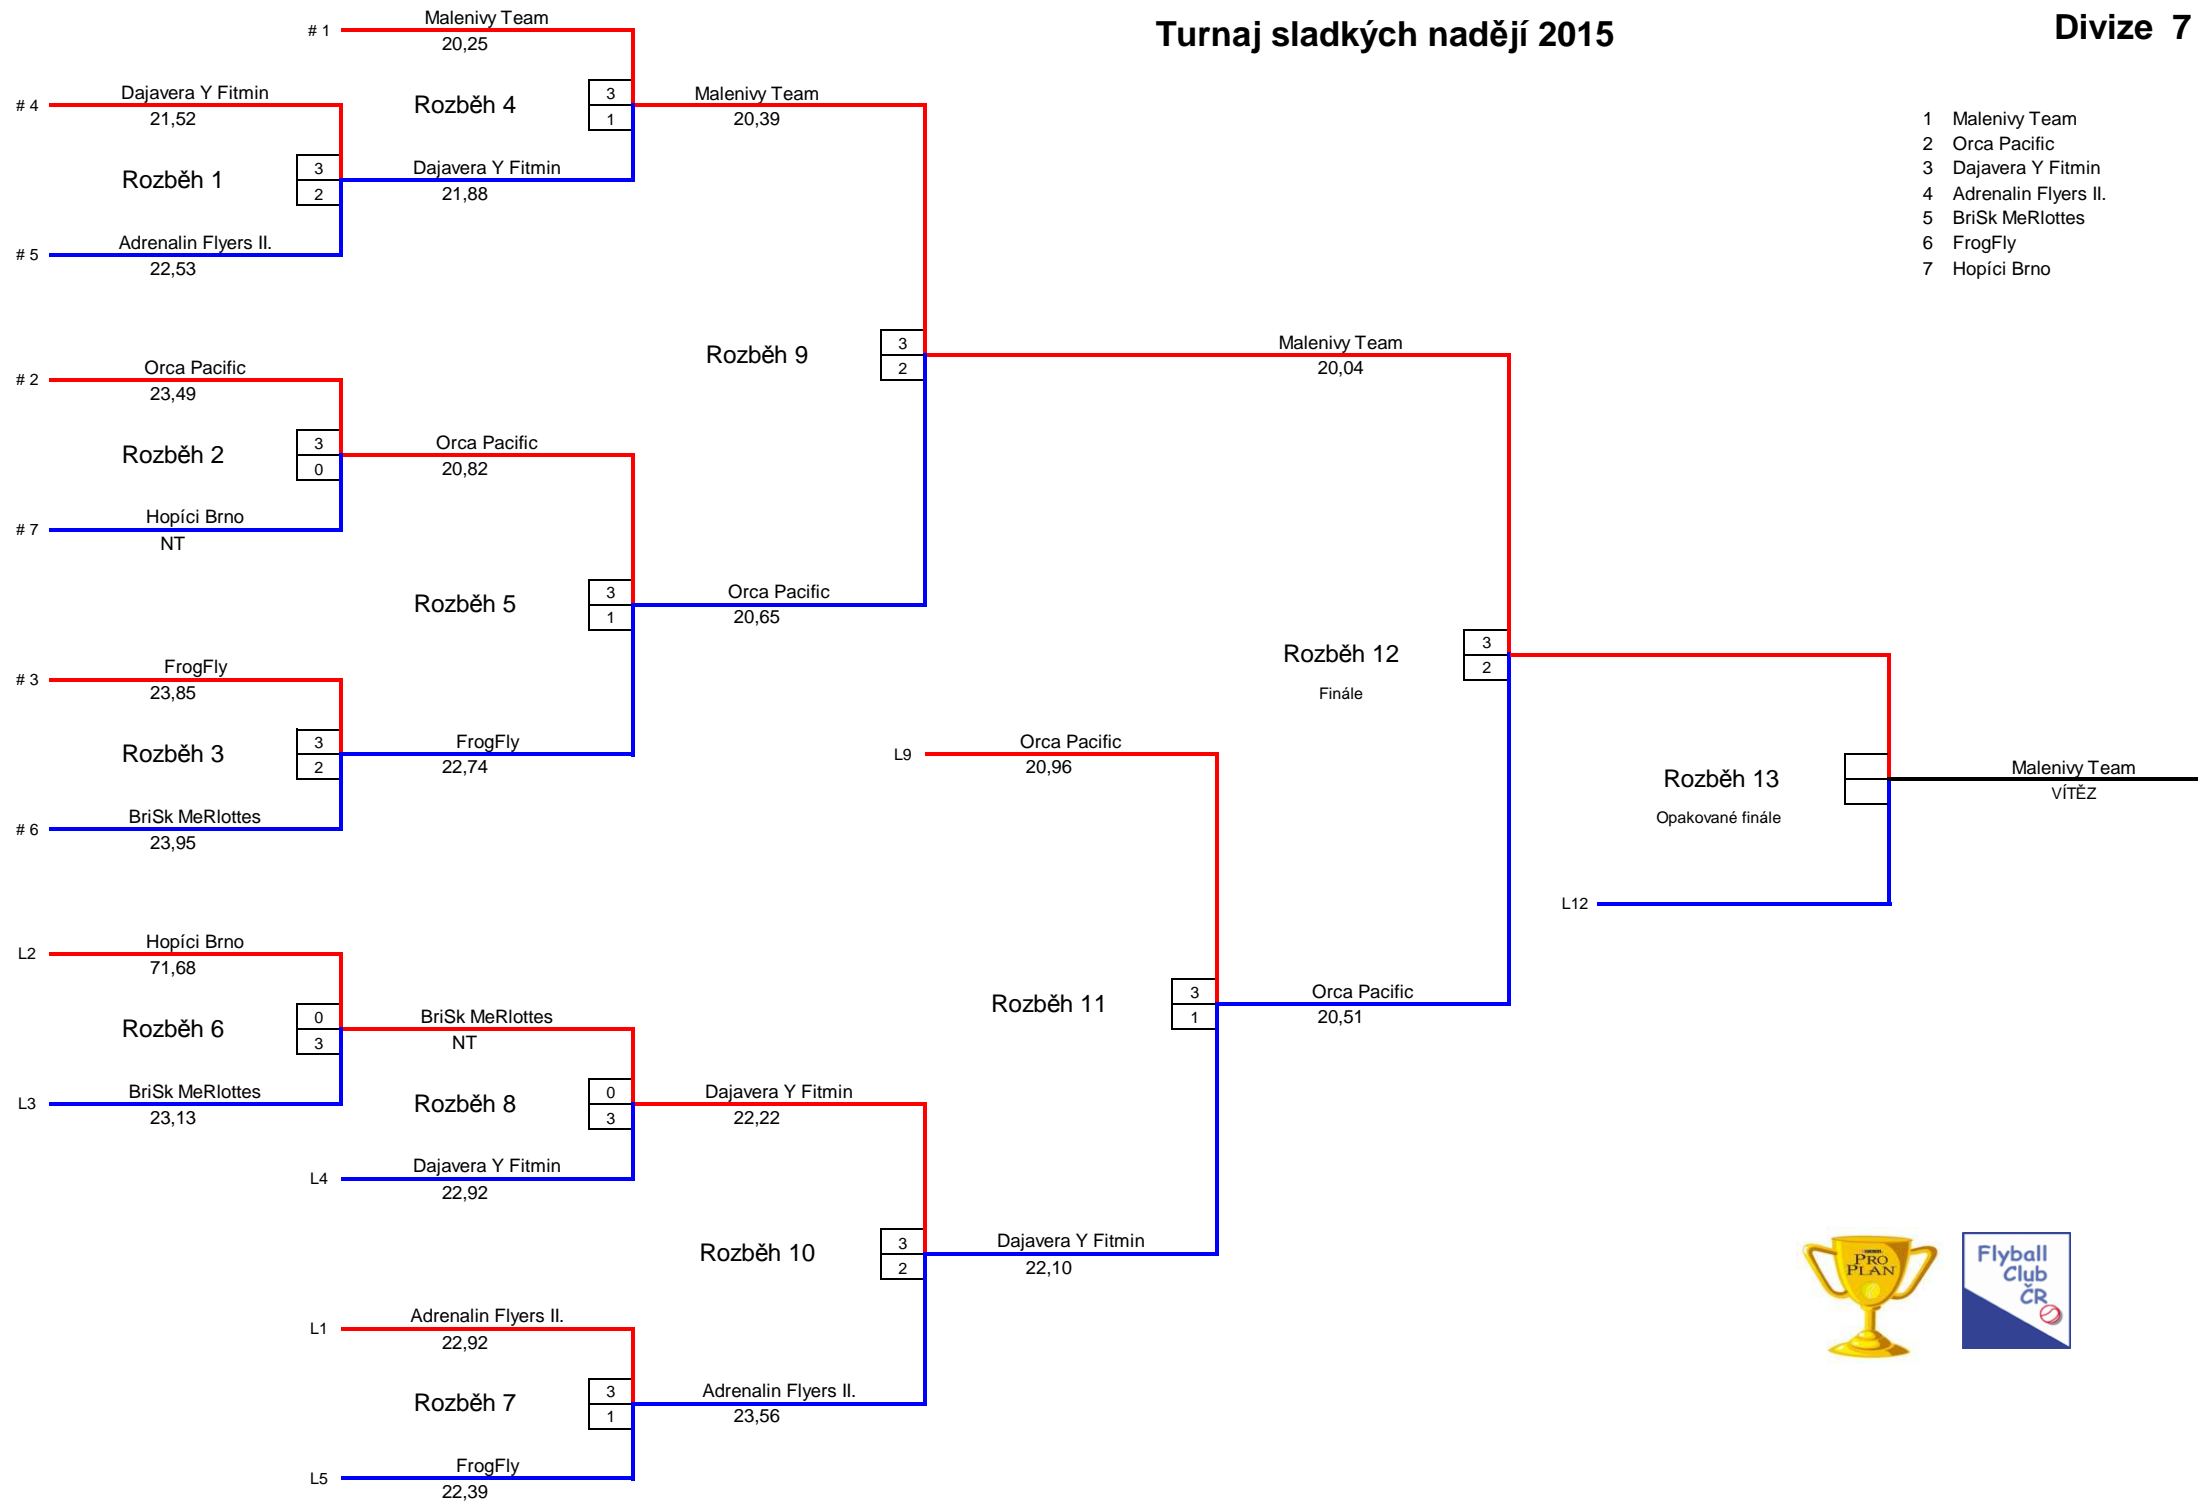 Turnaj sladkých nadějí 2015
Divize 7
1 Malenivy Team
2 Orca Pacific
3 Dajavera Y Fitmin
4 Adrenalin Flyers II.
5 BriSk MeRlottes
6 FrogFly
7 Hopíci Brno
# 1
Malenivy Team
20,25
# 4
Dajavera Y Fitmin
21,52
Rozběh 4
3
1
Malenivy Team
20,39
Rozběh 1
3
2
Dajavera Y Fitmin
21,88
# 5
Adrenalin Flyers II.
22,53
Rozběh 9
3
2
Malenivy Team
20,04
# 2
Orca Pacific
23,49
Rozběh 2
3
0
Orca Pacific
20,82
# 7
Hopíci Brno
NT
Rozběh 5
3
1
Orca Pacific
20,65
# 3
FrogFly
23,85
Rozběh 12
Finále
3
2
Rozběh 3
3
2
FrogFly
22,74
L9
Orca Pacific
20,96
Rozběh 13
Opakované finále
Malenivy Team
VÍTĚZ
# 6
BriSk MeRlottes
23,95
L12
L2
Hopíci Brno
71,68
Rozběh 6
0
3
BriSk MeRlottes
NT
Rozběh 11
3
1
Orca Pacific
20,51
L3
BriSk MeRlottes
23,13
Rozběh 8
0
3
Dajavera Y Fitmin
22,22
L4
Dajavera Y Fitmin
22,92
Rozběh 10
3
2
Dajavera Y Fitmin
22,10
L1
Adrenalin Flyers II.
22,92
Rozběh 7
3
1
Adrenalin Flyers II.
23,56
L5
FrogFly
22,39
PRO
PLAN
Flyball
Club
ČR